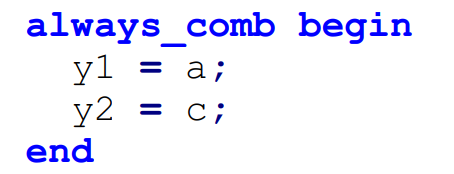 always_comb begin
  y1 = a;
  y2 = c;
end